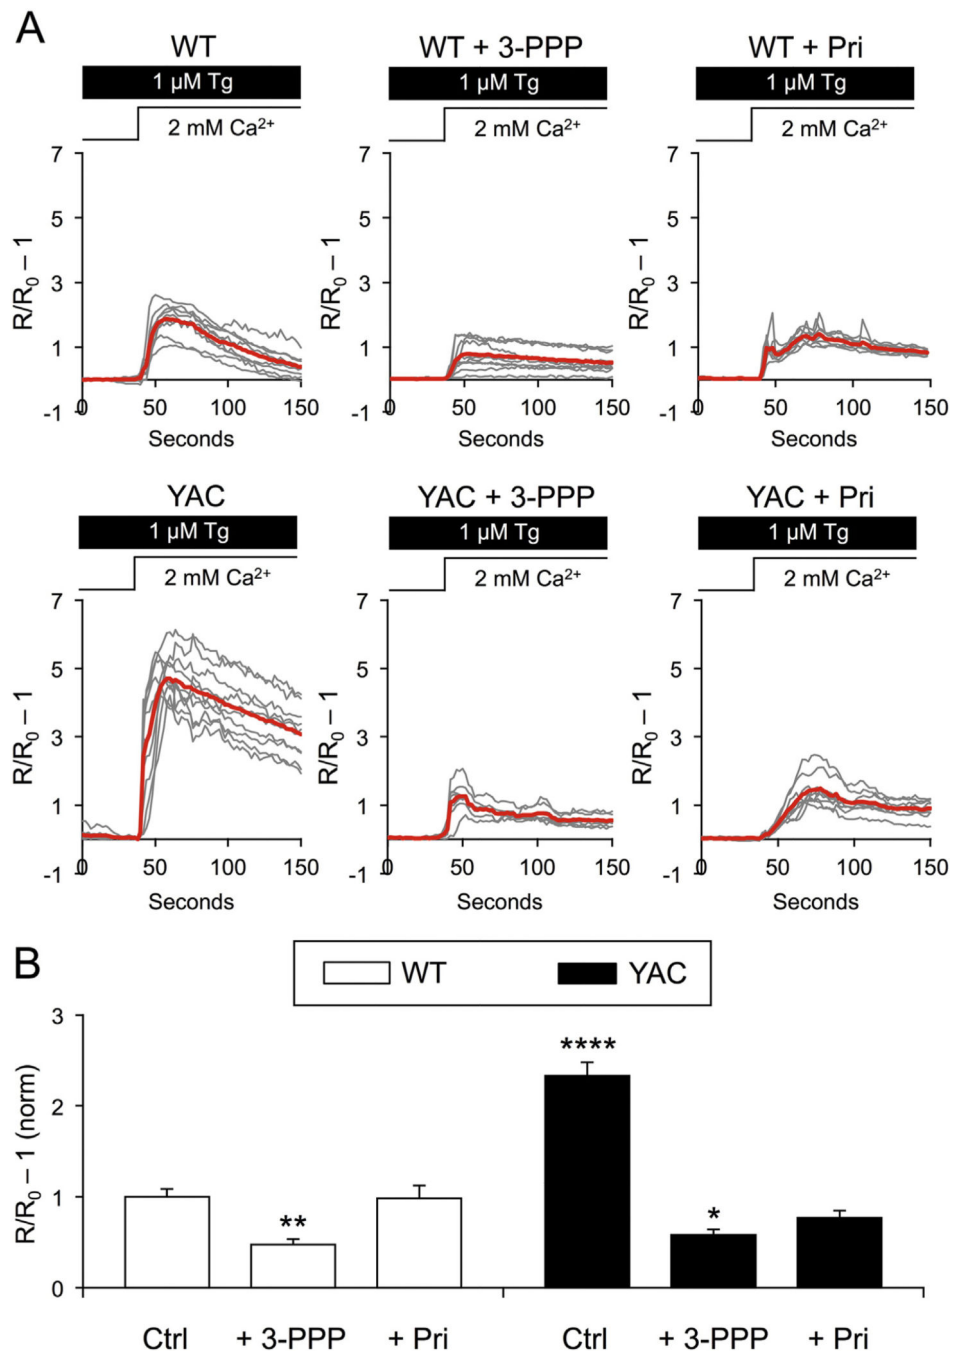 A
WT
WT + 3-PPP
WT + Pri
1 µM Tg
1 µM Tg
1 µM Tg
2 mM Ca²⁺
2 mM Ca²⁺
2 mM Ca²⁺
7
5
3
1
-1
R/R₀ – 1
0
50
100
150
Seconds
7
5
3
1
-1
R/R₀ – 1
0
50
100
150
Seconds
7
5
3
1
-1
R/R₀ – 1
0
50
100
150
Seconds
YAC
YAC + 3-PPP
YAC + Pri
1 µM Tg
1 µM Tg
1 µM Tg
2 mM Ca²⁺
2 mM Ca²⁺
2 mM Ca²⁺
7
5
3
1
-1
R/R₀ – 1
0
50
100
150
Seconds
7
5
3
1
-1
R/R₀ – 1
0
50
100
150
Seconds
7
5
3
1
-1
R/R₀ – 1
0
50
100
150
Seconds
B
WT
YAC
3
2
1
0
R/R₀ – 1 (norm)
**
****
*
Ctrl
+ 3-PPP
+ Pri
Ctrl
+ 3-PPP
+ Pri